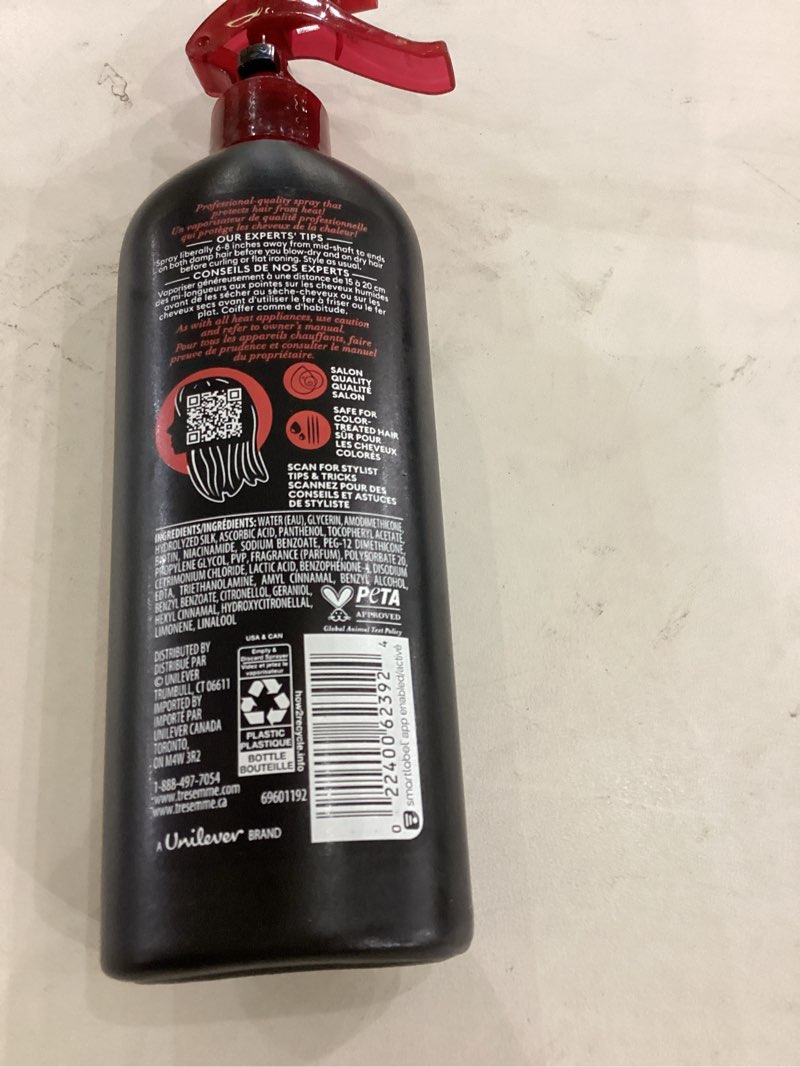 Professional-quality spray that
protects hair from heat!
Un vaporisateur de qualité professionnelle
qui protège les cheveux de la chaleur!
OUR EXPERTS' TIPS
Spray liberally 6-8 inches away from mid-shaft to ends
on both damp hair before you blow-dry and on dry hair
before curling or flat ironing. Style as usual.
CONSEILS DE NOS EXPERTS
Vaporiser généreusement à une distance de 15 à 20 cm
des mi-longueurs aux pointes sur les cheveux humides
avant de les sécher au sèche-cheveux ou sur les
cheveux secs avant d'utiliser le fer à friser ou le fer
plat. Coiffer comme d'habitude.
As with all heat appliances, use caution
and refer to owner's manual.
Pour tous les appareils chauffants, faire
preuve de prudence et consulter le manuel
du propriétaire.
SALON
QUALITY
QUALITÉ
SALON
SAFE FOR
COLOR-
TREATED HAIR
SÛR POUR
LES CHEVEUX
COLORÉS
SCAN FOR STYLIST
TIPS & TRICKS
SCANNEZ POUR DES
CONSEILS ET ASTUCES
DE STYLISTE
INGREDIENTS/INGRÉDIENTS: WATER (EAU), GLYCERIN, AMODIMETHICONE,
HYDROLYZED SILK, ASCORBIC ACID, PANTHENOL, TOCOPHERYL ACETATE,
BIOTIN, NIACINAMIDE, SODIUM BENZOATE, PEG-12 DIMETHICONE,
PROPYLENE GLYCOL, PVP, FRAGRANCE (PARFUM), POLYSORBATE 20,
CETRIMONIUM CHLORIDE, LACTIC ACID, BENZOPHENONE-4, DISODIUM
EDTA, TRIETHANOLAMINE, AMYL CINNAMAL, BENZYL ALCOHOL,
BENZYL BENZOATE, CITRONELLOL, GERANIOL,
HEXYL CINNAMAL, HYDROXYCITRONELLAL,
LIMONENE, LINALOOL
PeTA
APPROVED
Global Animal Test Policy
DISTRIBUTED BY
DISTRIBUÉ PAR
© UNILEVER
TRUMBULL, CT 06611
IMPORTED BY
IMPORTÉ PAR
UNILEVER CANADA
TORONTO,
ON M4W 3R2
1-888-497-7054
www.tresemme.com
www.tresemme.ca
USA & CAN
Empty &
Discard Sprayer
Videz et jetez le
vaporisateur
PLASTIC
PLASTIQUE
BOTTLE
BOUTEILLE
how2recycle.info
69601192
0 22400 62392 4
smartlabel app enabled/activé
A Unilever BRAND